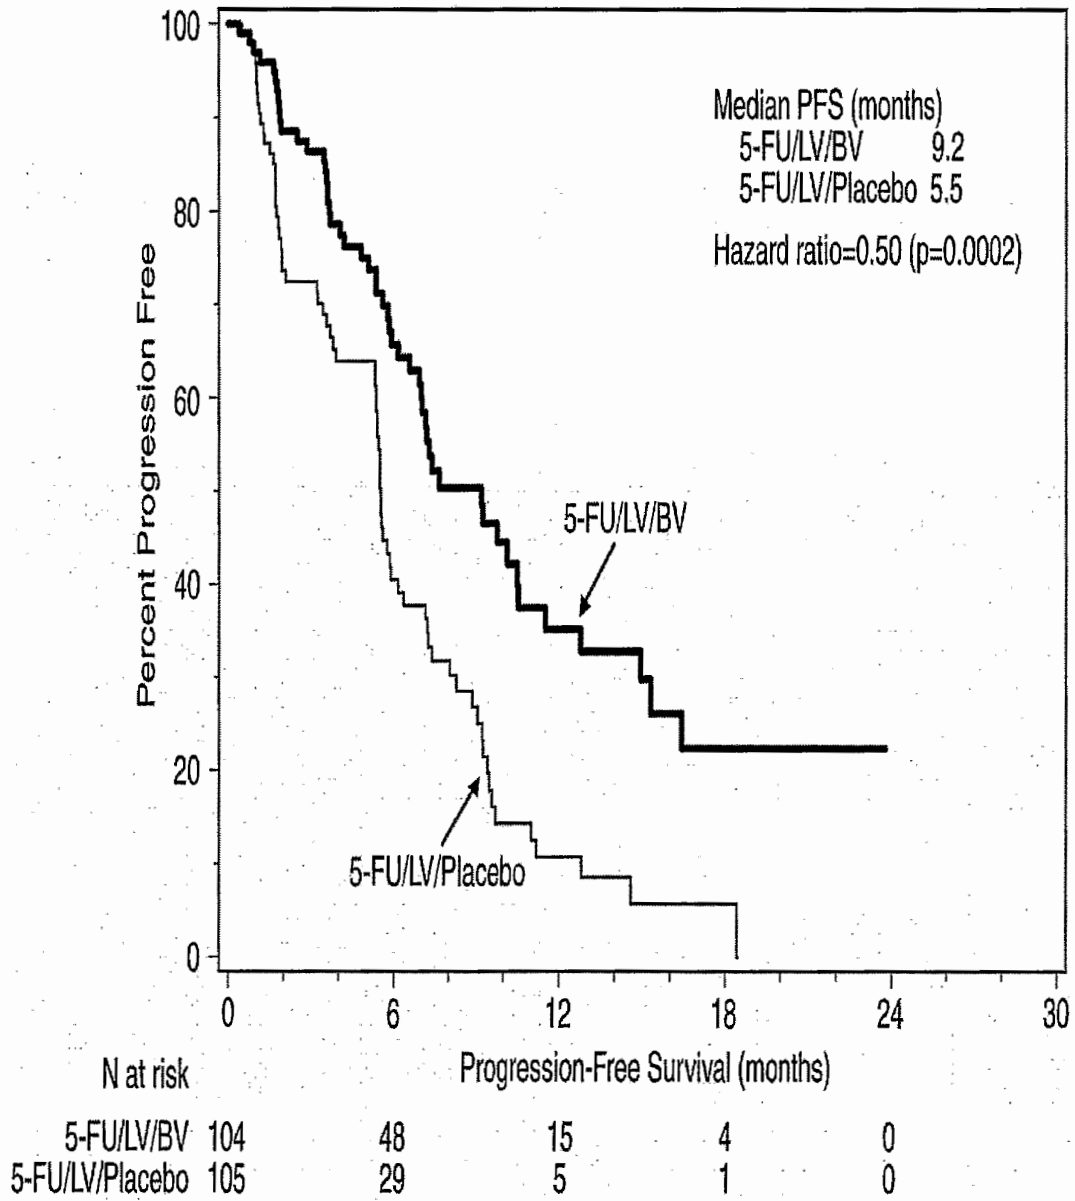 100
80
60
40
20
0
Percent Progression Free
Median PFS (months)
5-FU/LV/BV 9.2
5-FU/LV/Placebo 5.5
Hazard ratio=0.50 (p=0.0002)
5-FU/LV/BV
5-FU/LV/Placebo
0 6 12 18 24 30
Progression-Free Survival (months)
N at risk
5-FU/LV/BV 104 48 15 4 0
5-FU/LV/Placebo 105 29 5 1 0